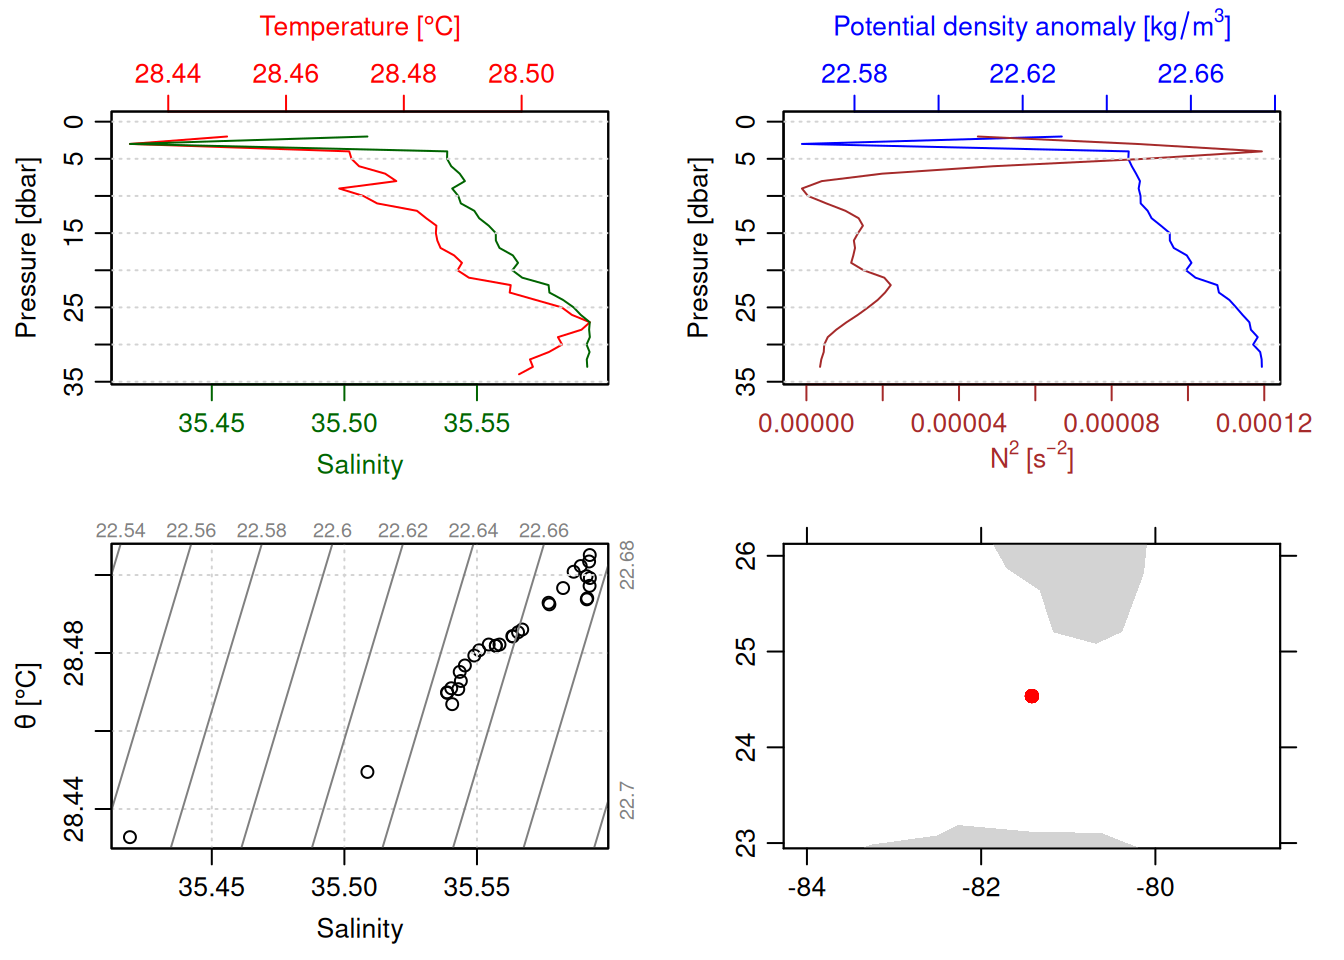 Temperature [°C]
28.44 28.46 28.48 28.50
Pressure [dbar]
0
5
15
25
35
35.45 35.50 35.55
Salinity
Potential density anomaly [kg/m³]
22.58 22.62 22.66
Pressure [dbar]
0
5
15
25
35
0.00000 0.00004 0.00008 0.00012
N² [s⁻²]
22.54 22.56 22.58 22.6 22.62 22.64 22.66
22.68
22.7
θ [°C]
28.48
28.44
35.45 35.50 35.55
Salinity
26
25
24
23
-84 -82 -80